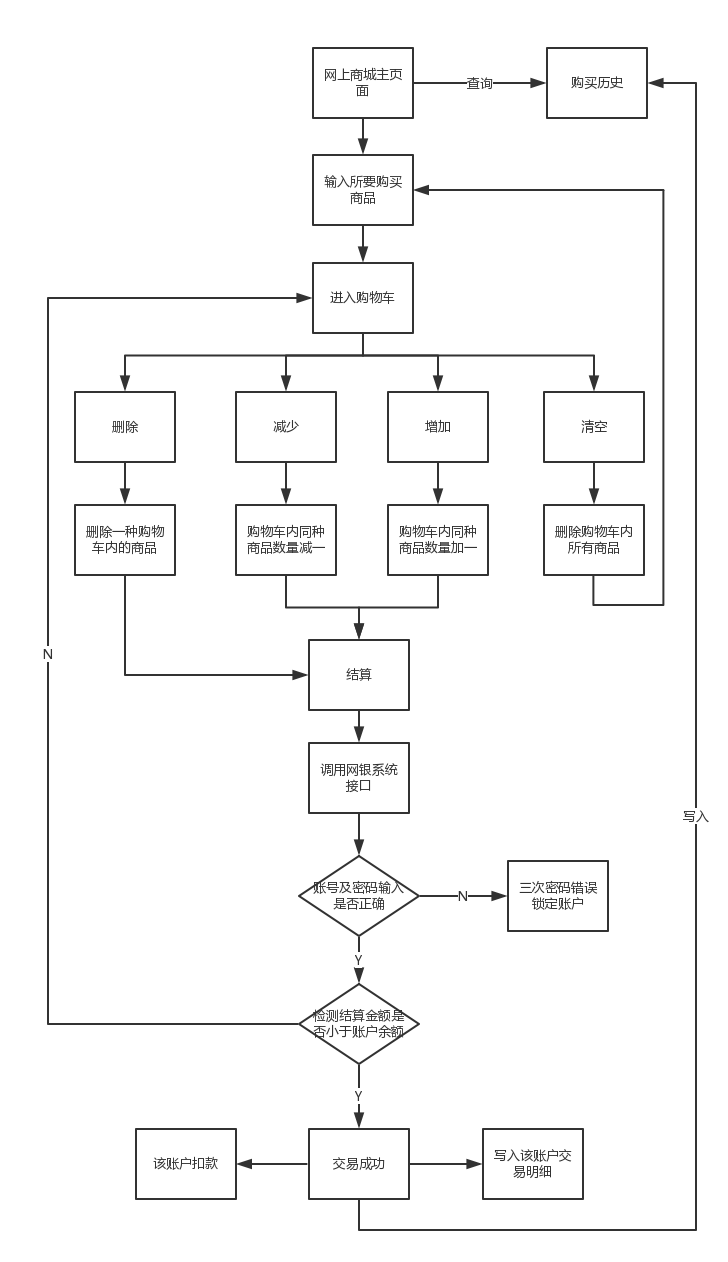 网上商城主页
面
查询
购买历史
输入所要购买
商品
进入购物车
删除
减少
增加
清空
删除一种购物
车内的商品
购物车内同种
商品数量减一
购物车内同种
商品数量加一
删除购物车内
所有商品
N
结算
调用网银系统
接口
写入
账号及密码输入
是否正确
N
三次密码错误
锁定账户
Y
检测结算金额是
否小于账户余额
Y
该账户扣款
交易成功
写入该账户交
易明细